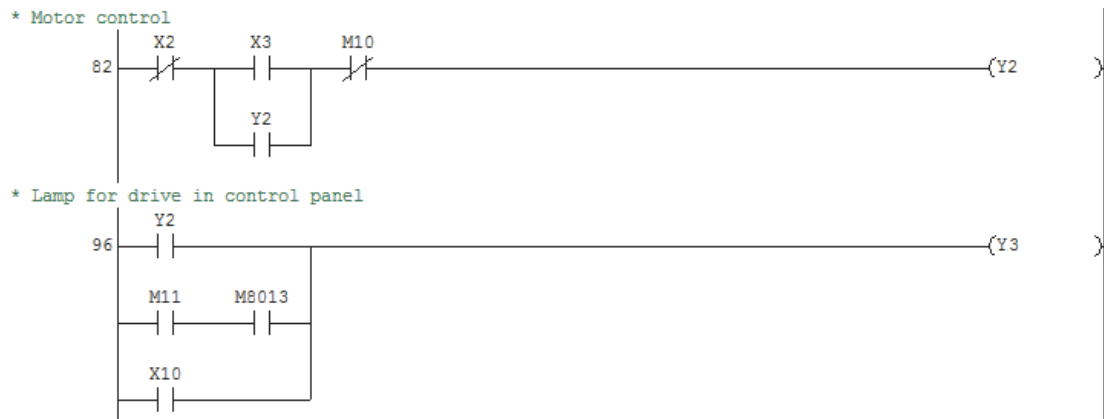 * Motor control
X2 X3 M10
82 Y2
Y2
* Lamp for drive in control panel
Y2
96 Y3
M11 M8013
X10